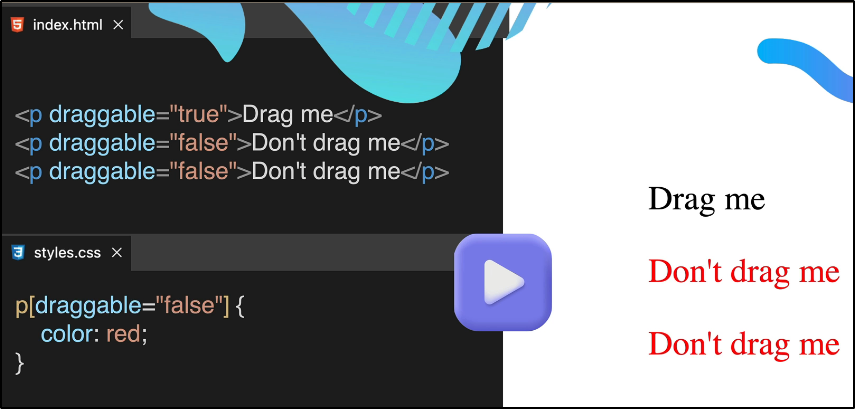 index.html ×
<p draggable="true">Drag me</p>
<p draggable="false">Don't drag me</p>
<p draggable="false">Don't drag me</p>
styles.css ×
p[draggable="false"] {
    color: red;
}
Drag me
Don't drag me
Don't drag me